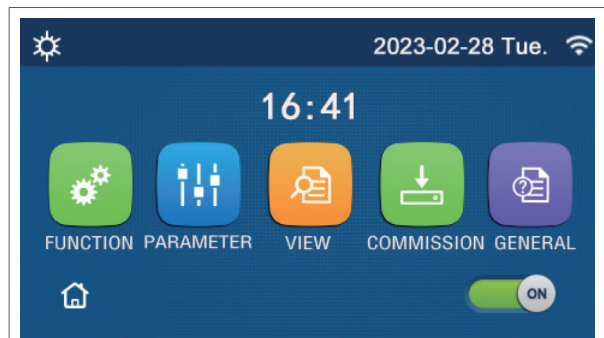 2023-02-28 Tue.
16:41
FUNCTION PARAMETER VIEW COMMISSION GENERAL
ON